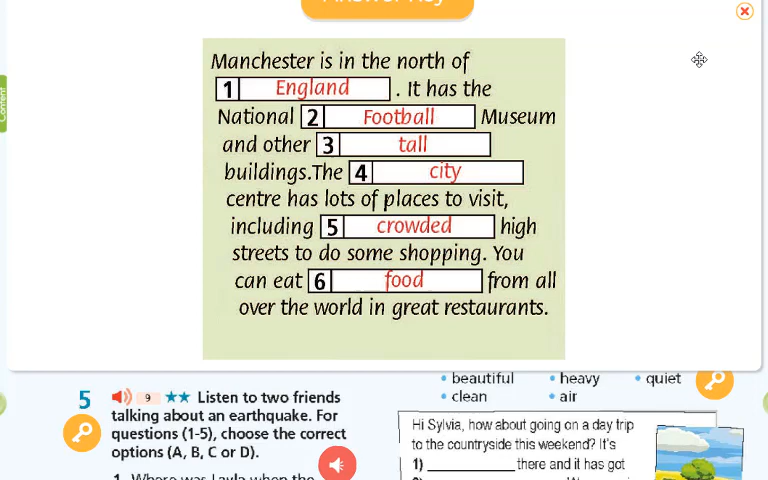 Answer Key
Manchester is in the north of
1 England . It has the
National 2 Football Museum
and other 3 tall
buildings.The 4 city
centre has lots of places to visit,
including 5 crowded high
streets to do some shopping. You
can eat 6 food from all
over the world in great restaurants.
Content
5 9 ★★ Listen to two friends
talking about an earthquake. For
questions (1-5), choose the correct
options (A, B, C or D).
1 Where was Layla when the
• beautiful • heavy • quiet
• clean • air
Hi Sylvia, how about going on a day trip
to the countryside this weekend? It's
1) ____________ there and it has got